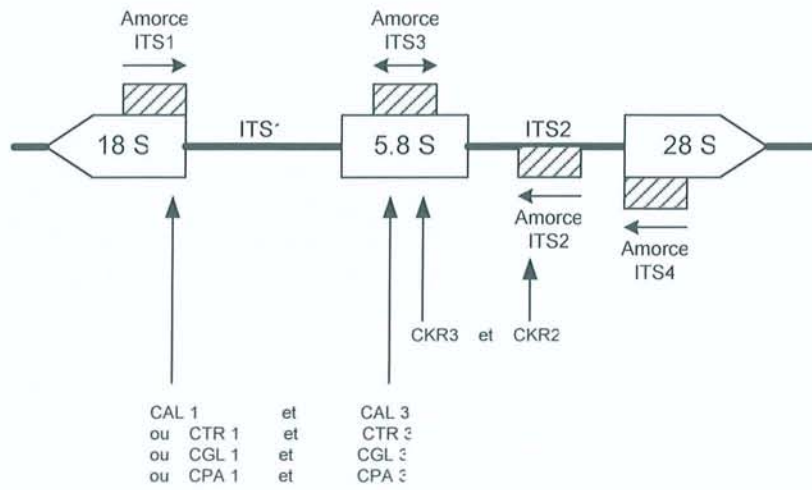 Amorce
ITS1
Amorce
ITS3
18 S
ITS1
5.8 S
ITS2
28 S
Amorce
ITS2
Amorce
ITS4
CKR3 et CKR2
CAL 1 et CAL 3
ou CTR 1 et CTR 3
ou CGL 1 et CGL 3
ou CPA 1 et CPA 3